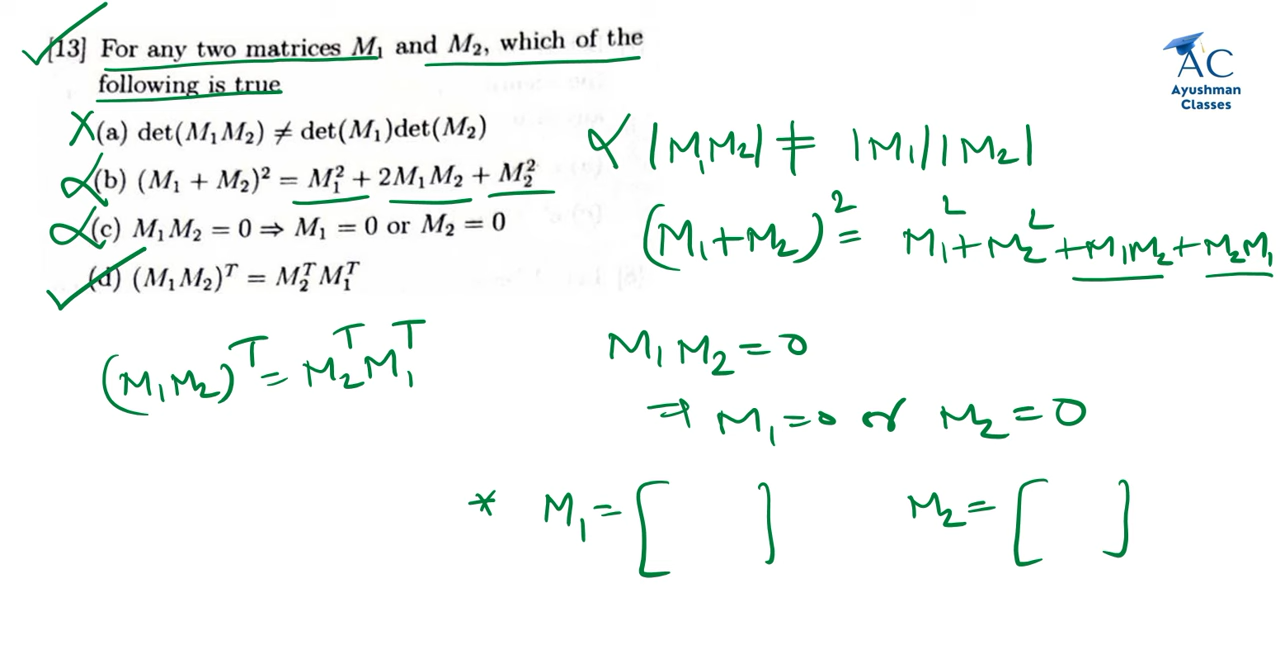 [13] For any two matrices M₁ and M₂, which of the
following is true
(a) det(M₁M₂) ≠ det(M₁)det(M₂)
(b) (M₁ + M₂)² = M₁² + 2M₁M₂ + M₂²
(c) M₁M₂ = 0 ⇒ M₁ = 0 or M₂ = 0
(d) (M₁M₂)ᵀ = M₂ᵀM₁ᵀ
AC
Ayushman
Classes
|M₁M₂| ≠ |M₁||M₂|
(M₁+M₂)² = M₁²+M₂²+M₁M₂+M₂M₁
(M₁M₂)ᵀ = M₂ᵀM₁ᵀ
M₁M₂ = 0
⇒ M₁ = 0 or M₂ = 0
* M₁ = [ ] M₂ = [ ]